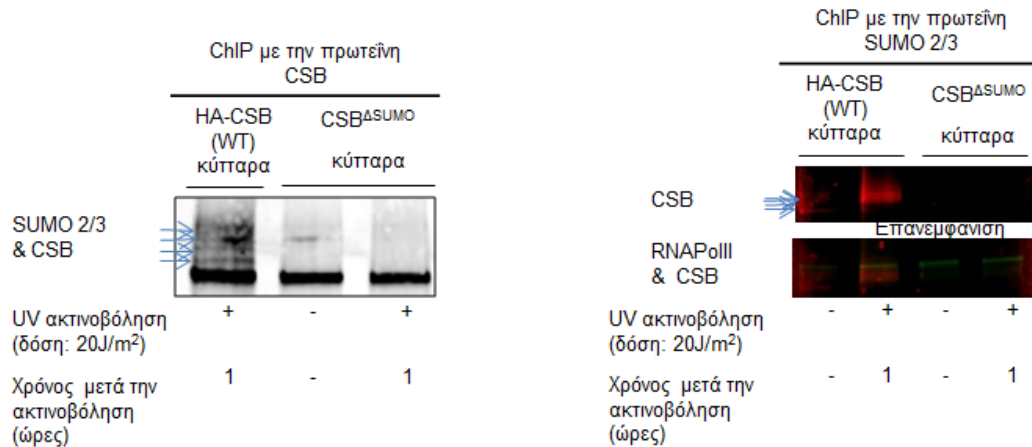 ChIP με την πρωτεΐνη
CSB
HA-CSB
(WT)
κύτταρα
CSBΔSUMO
κύτταρα
SUMO 2/3
& CSB
UV ακτινοβόληση
(δόση: 20J/m2)
+ - +
Χρόνος μετά την
ακτινοβόληση
(ώρες)
1 - 1
ChIP με την πρωτεΐνη
SUMO 2/3
HA-CSB
(WT)
κύτταρα
CSBΔSUMO
κύτταρα
CSB
Επανεμφανιση
RNAPolII
& CSB
UV ακτινοβόληση
(δόση: 20J/m2)
- + - +
Χρόνος μετά την
ακτινοβόληση
(ώρες)
- 1 - 1